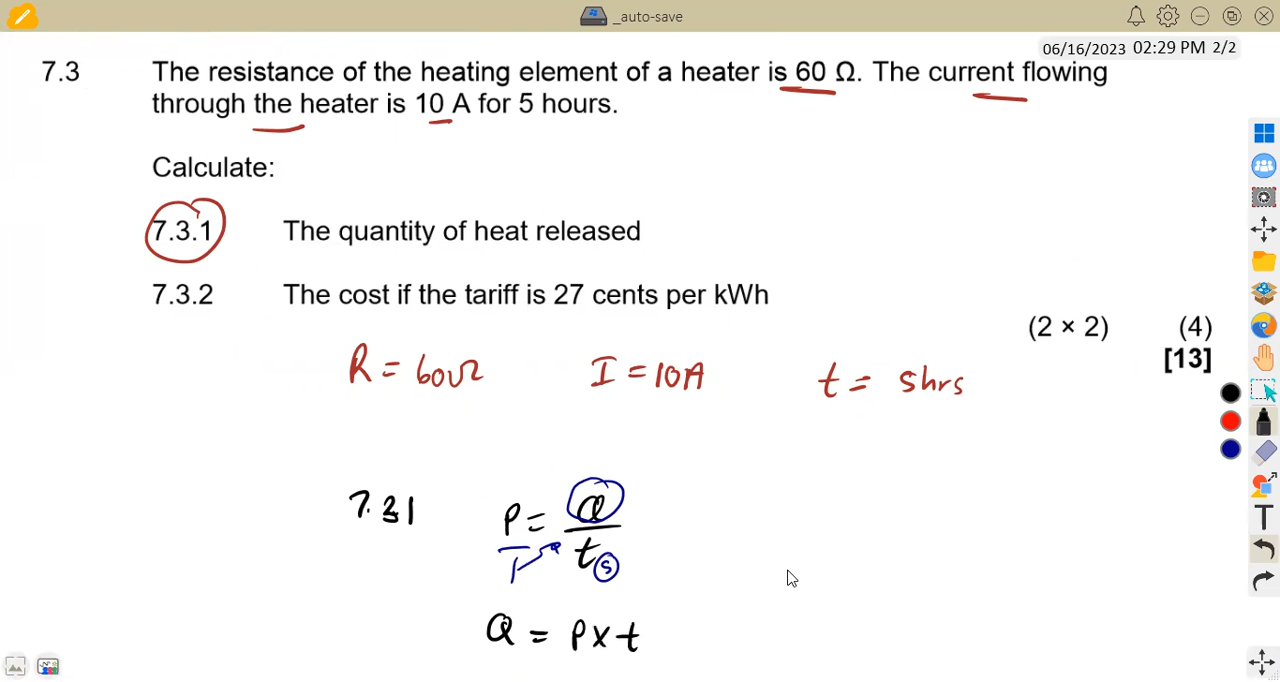 _auto-save
06/16/2023 02:29 PM 2/2
7.3 The resistance of the heating element of a heater is 60 Ω. The current flowing
through the heater is 10 A for 5 hours.
Calculate:
7.3.1 The quantity of heat released
7.3.2 The cost if the tariff is 27 cents per kWh
(2 × 2) (4)
[13]
R = 60Ω I = 10A t = 5hrs
7.31 P = Q
t (s)
Q = P x t
T